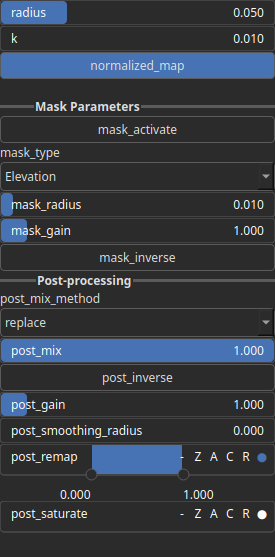 radius 0.050
k 0.010
normalized_map
Mask Parameters
mask_activate
mask_type
Elevation
mask_radius 0.010
mask_gain 1.000
mask_inverse
Post-processing
post_mix_method
replace
post_mix 1.000
post_inverse
post_gain 1.000
post_smoothing_radius 0.000
post_remap - Z A C R
0.000 1.000
post_saturate - Z A C R